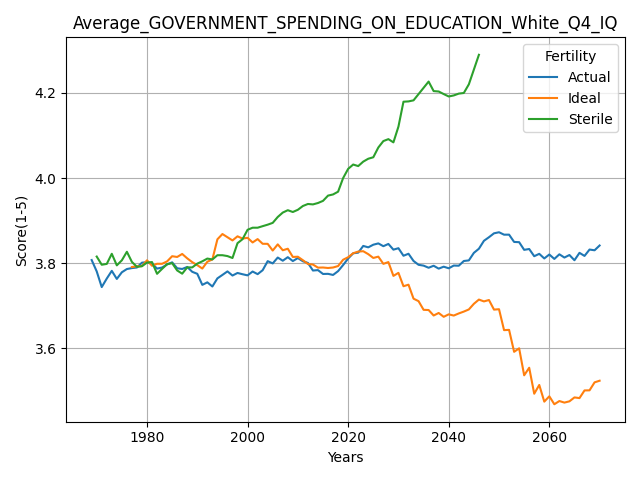 Average_GOVERNMENT_SPENDING_ON_EDUCATION_White_Q4_IQ
Fertility
Actual
Ideal
Sterile
Score(1-5)
4.2
4.0
3.8
3.6
1980 2000 2020 2040 2060
Years